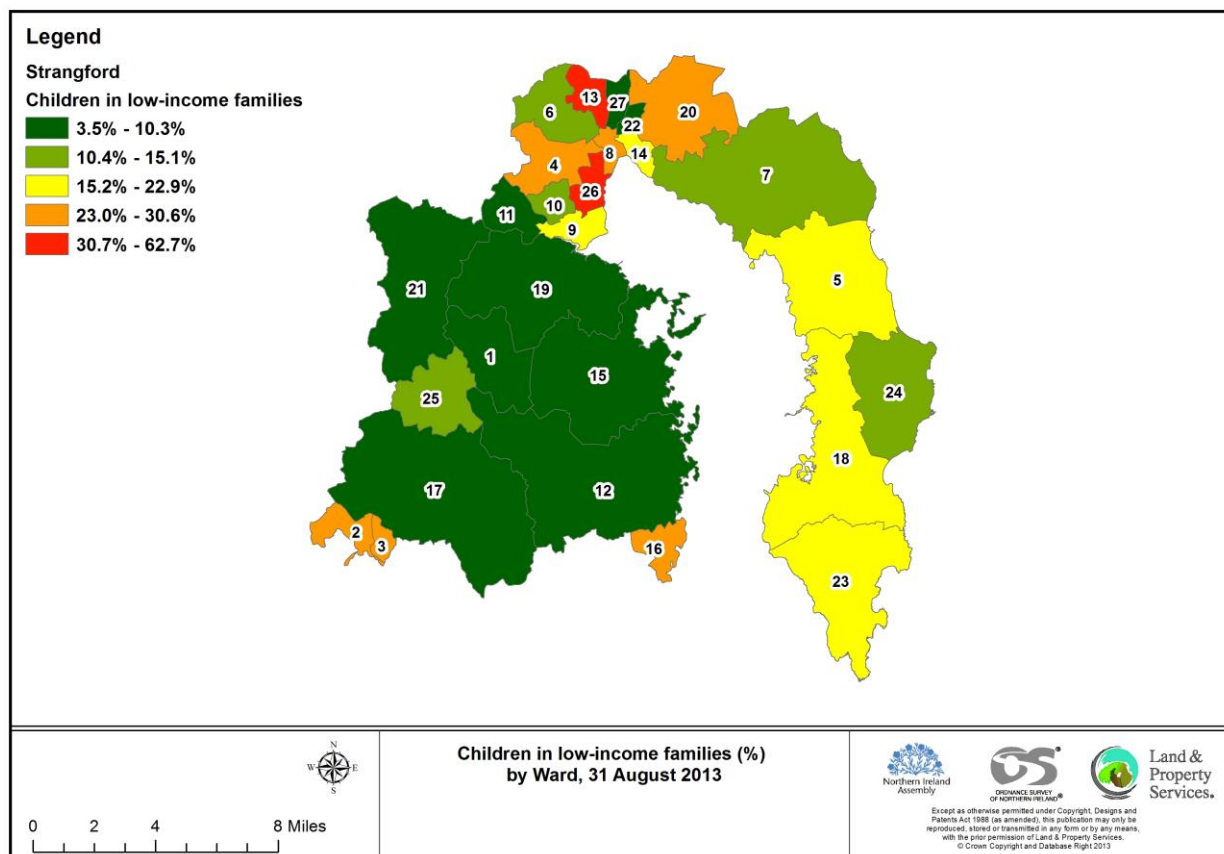 Legend
Strangford
Children in low-income families
3.5% - 10.3%
10.4% - 15.1%
15.2% - 22.9%
23.0% - 30.6%
30.7% - 62.7%
13
27
20
6
22
8
14
4
7
26
10
11
9
5
21
19
1
15
24
25
18
17
12
2
3
16
23
N
W
E
S
0
2
4
8 Miles
Children in low-income families (%)
by Ward, 31 August 2013
Northern Ireland
Assembly
OS®
ORDNANCE SURVEY
OF NORTHERN IRELAND®
Land &
Property
Services.
Except as otherwise permitted under Copyright, Designs and
Patents Act 1988 (as amended), this publication may only be
reproduced, stored or transmitted in any form or by any means,
with the prior permission of Land & Property Services.
© Crown Copyright and Database Right 2013